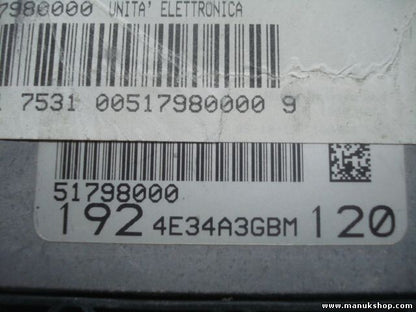 7980000 UNITA' ELETTRONICA
7531 00517980000 9
51798000
192 4E34A3GBM 120
www.manukshop.com